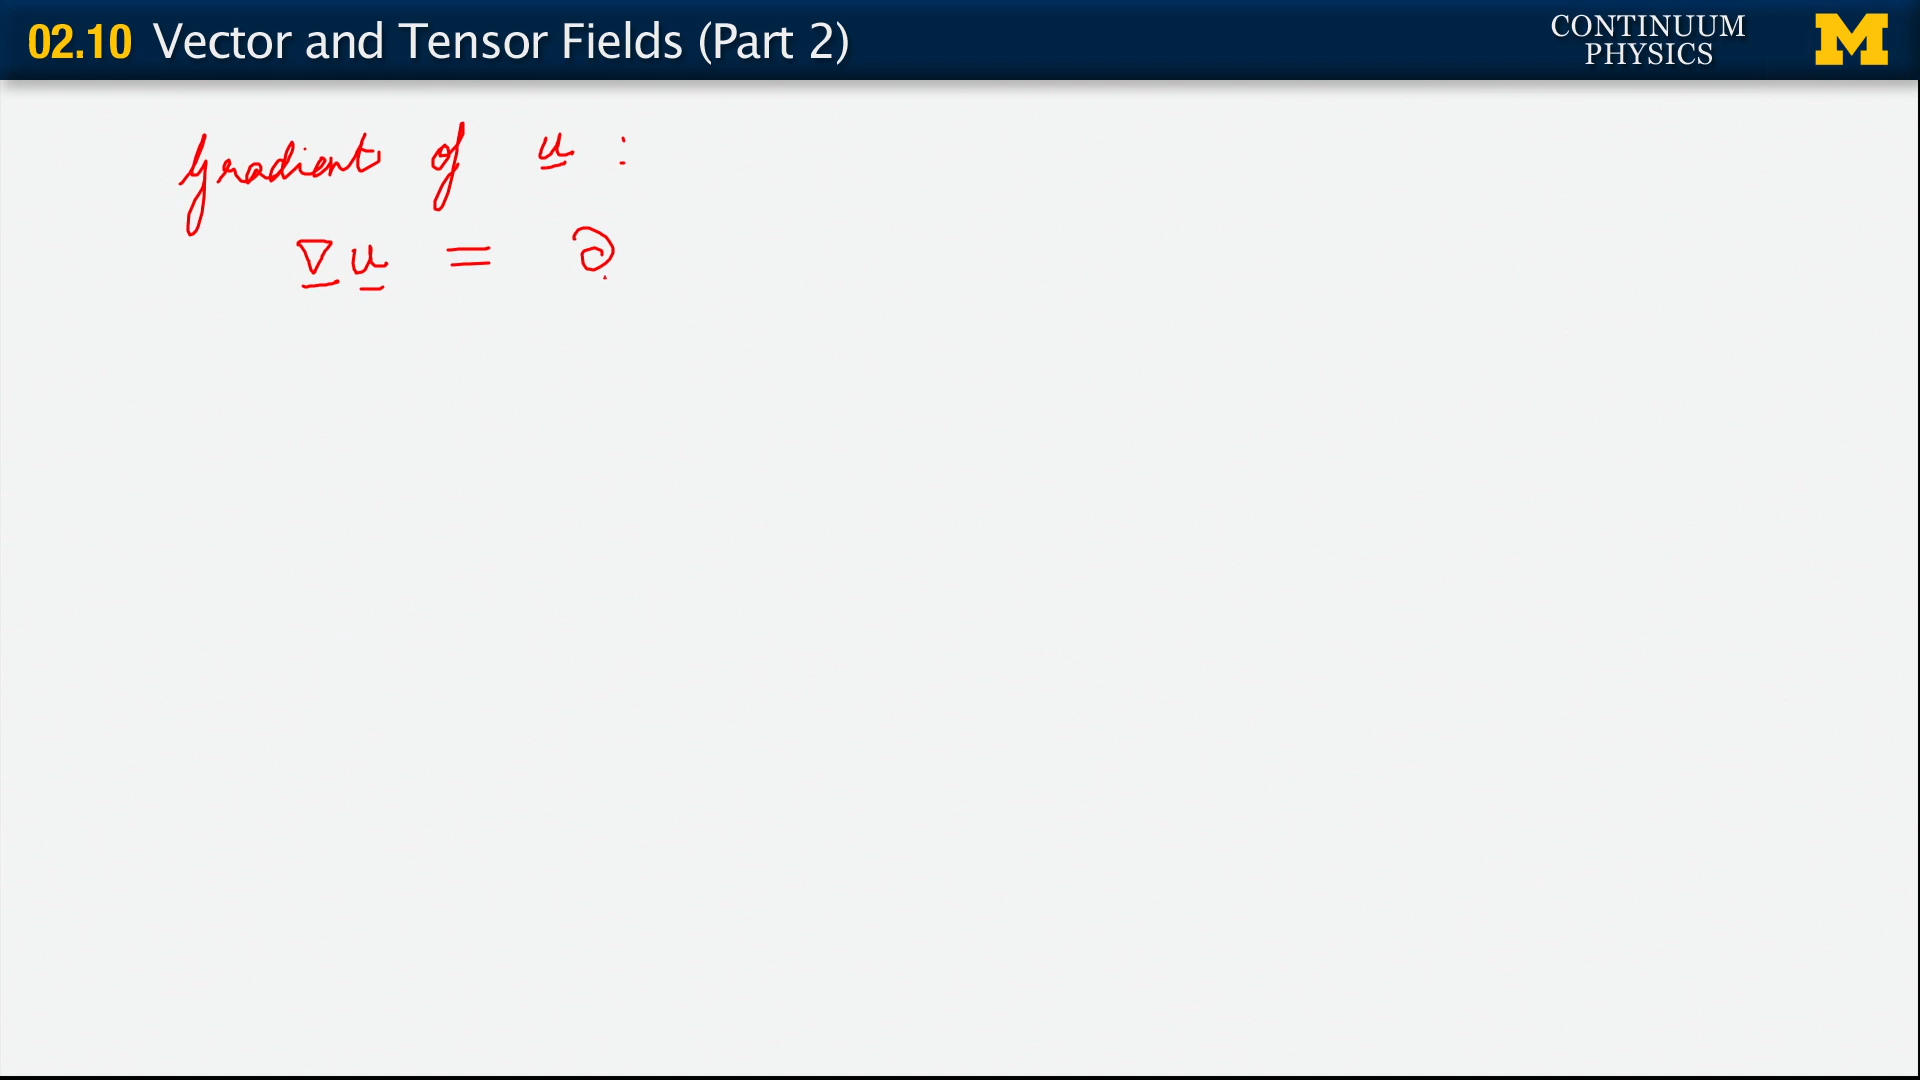 02.10 Vector and Tensor Fields (Part 2)
CONTINUUM
PHYSICS
M
Gradient of u :
∇ u = ∂